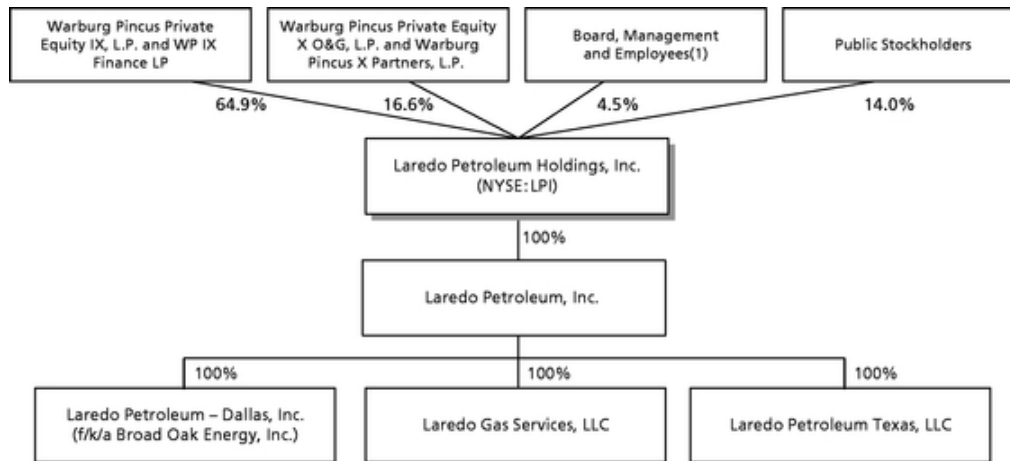 Warburg Pincus Private
Equity IX, L.P. and WP IX
Finance LP
Warburg Pincus Private Equity
X O&G, L.P. and Warburg
Pincus X Partners, L.P.
Board, Management
and Employees(1)
Public Stockholders
64.9%
16.6%
4.5%
14.0%
Laredo Petroleum Holdings, Inc.
(NYSE:LPI)
100%
Laredo Petroleum, Inc.
100%
100%
100%
Laredo Petroleum – Dallas, Inc.
(f/k/a Broad Oak Energy, Inc.)
Laredo Gas Services, LLC
Laredo Petroleum Texas, LLC